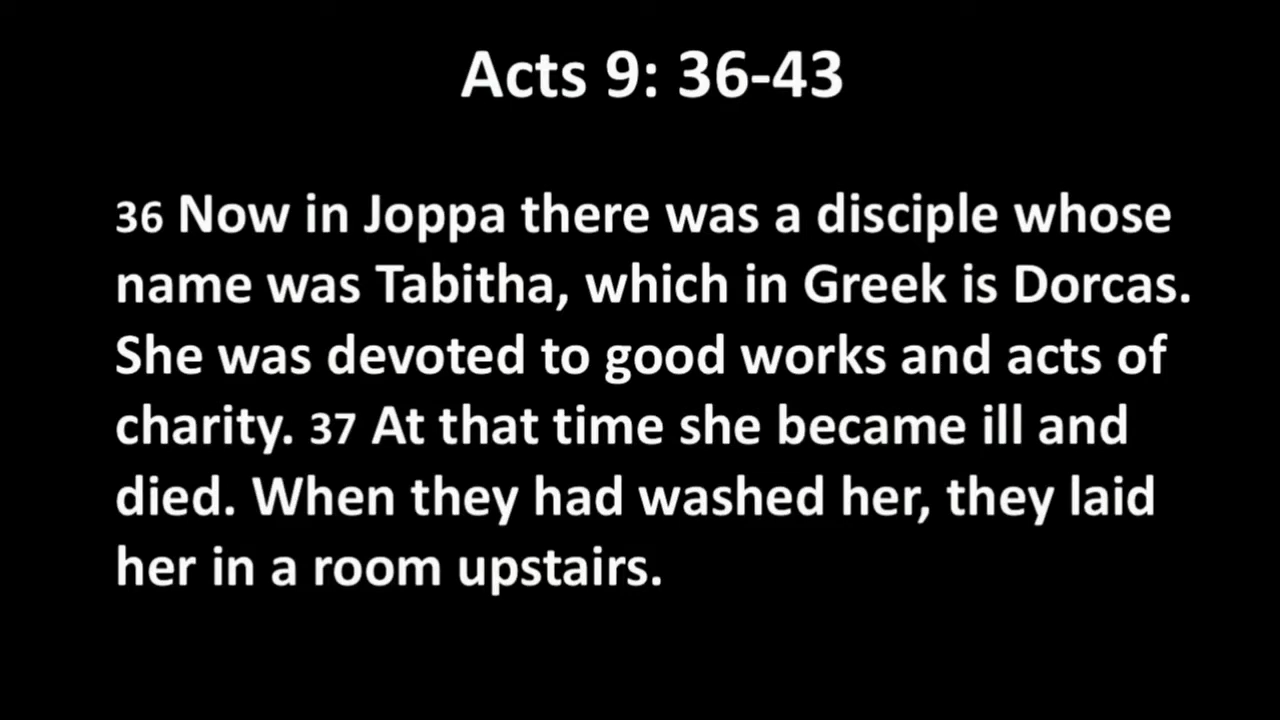 Acts 9: 36-43
36 Now in Joppa there was a disciple whose
name was Tabitha, which in Greek is Dorcas.
She was devoted to good works and acts of
charity. 37 At that time she became ill and
died. When they had washed her, they laid
her in a room upstairs.